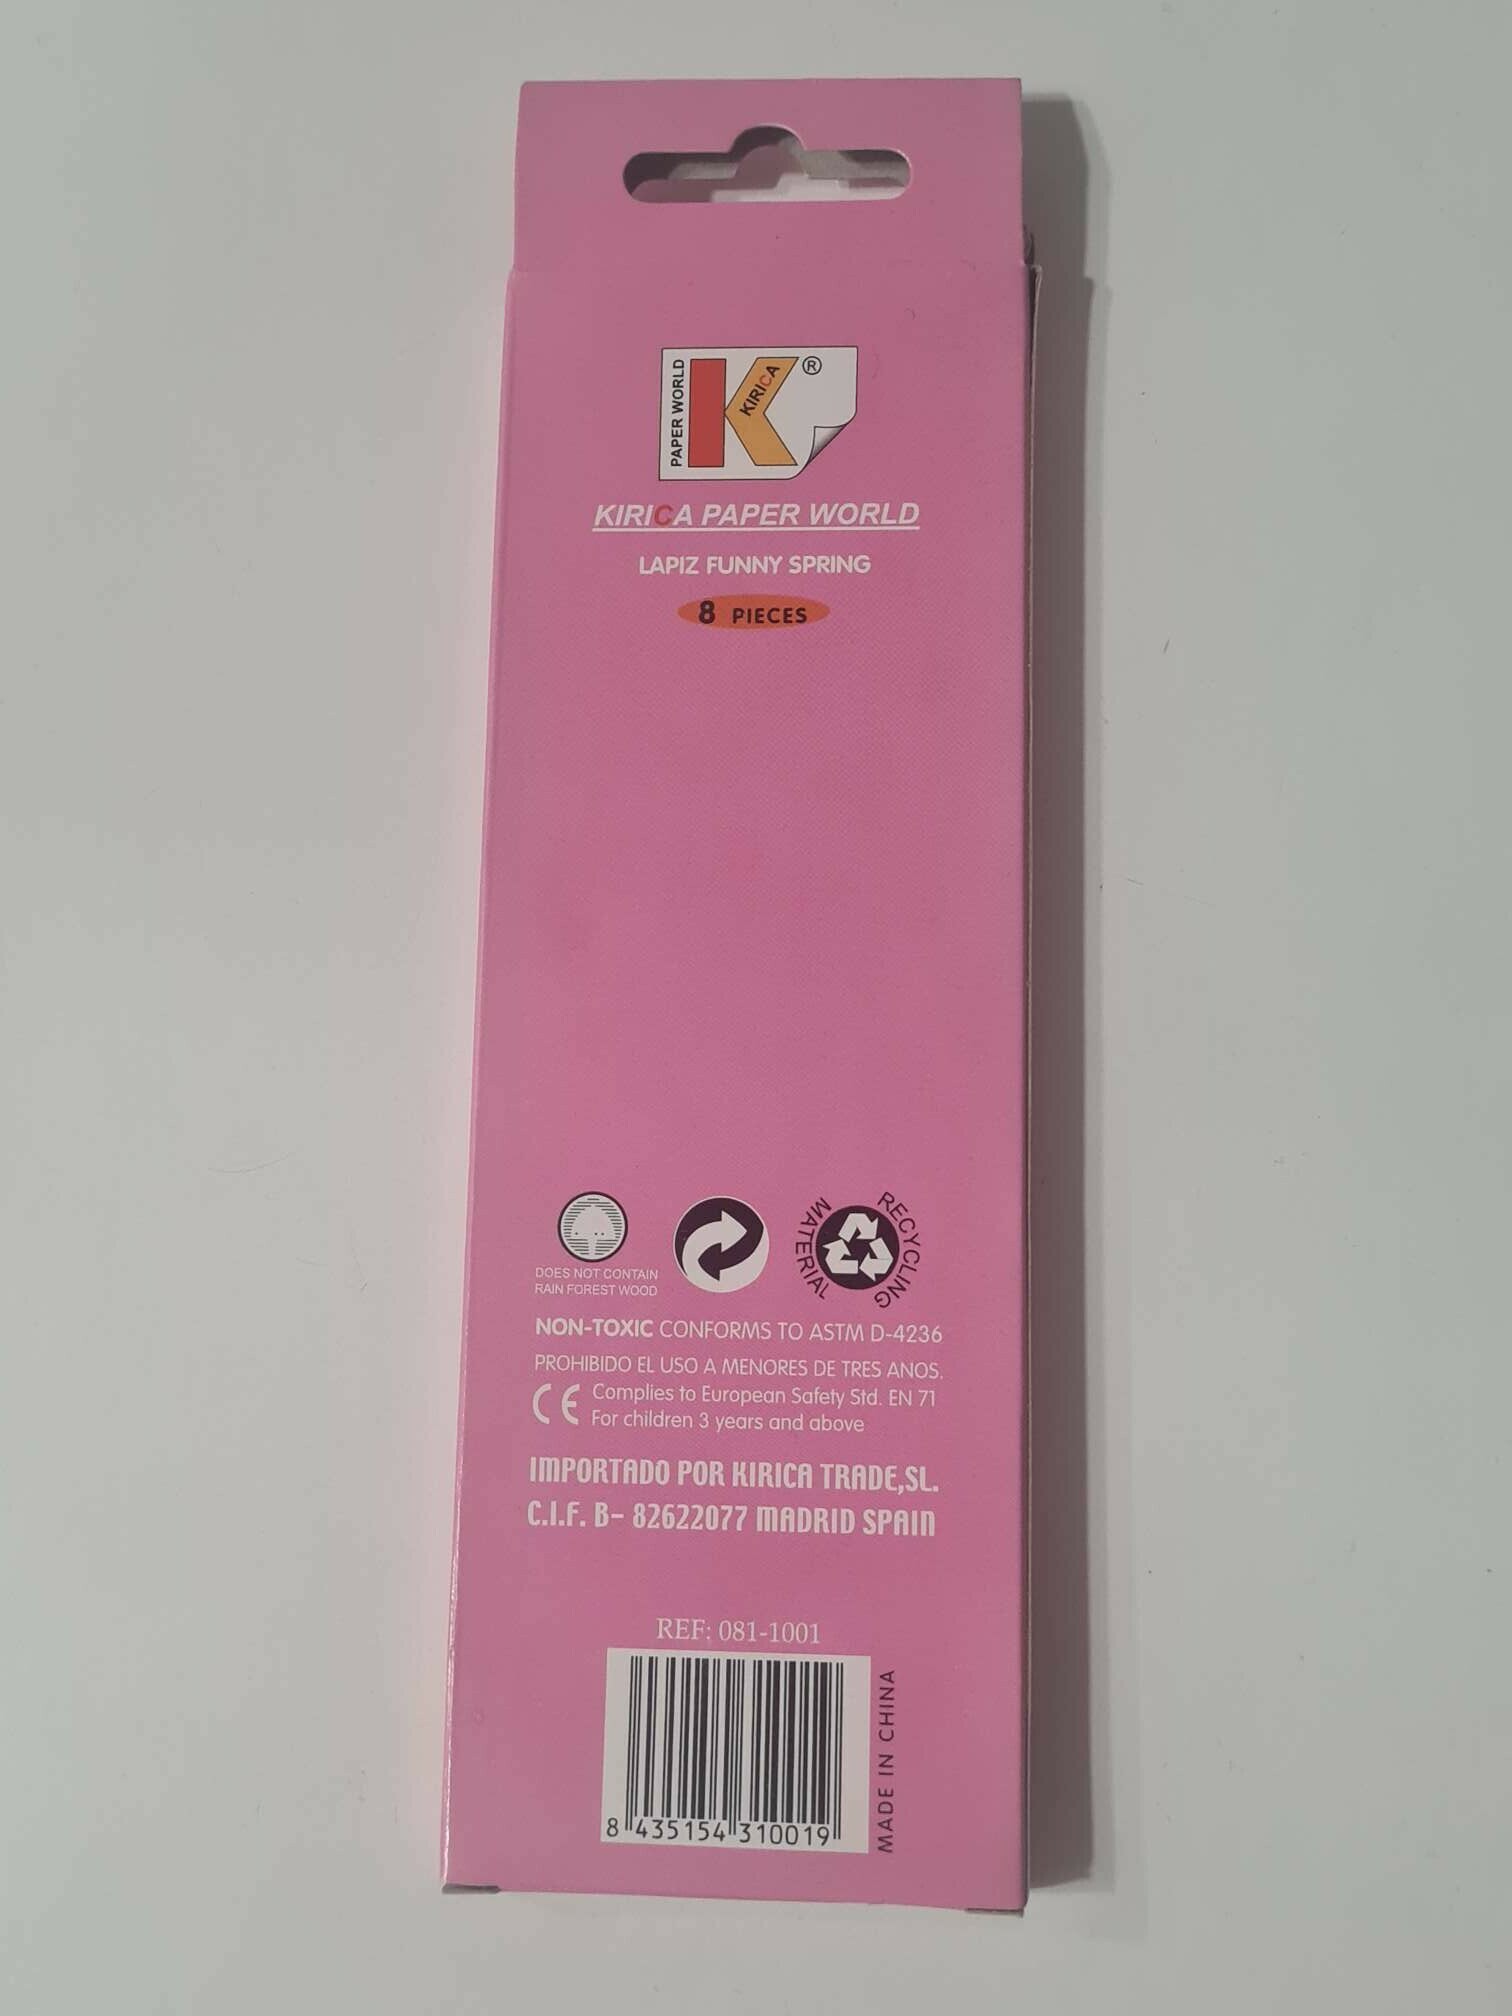 PAPER WORLD
KIRICA
®
KIRICA PAPER WORLD
LAPIZ FUNNY SPRING
8 PIECES
DOES NOT CONTAIN
RAIN FOREST WOOD
RECYCLING
MATERIAL
NON-TOXIC CONFORMS TO ASTM D-4236
PROHIBIDO EL USO A MENORES DE TRES ANOS.
CE Complies to European Safety Std. EN 71
For children 3 years and above
IMPORTADO POR KIRICA TRADE,SL.
C.I.F. B- 82622077 MADRID SPAIN
REF: 081-1001
8 435154 310019
MADE IN CHINA